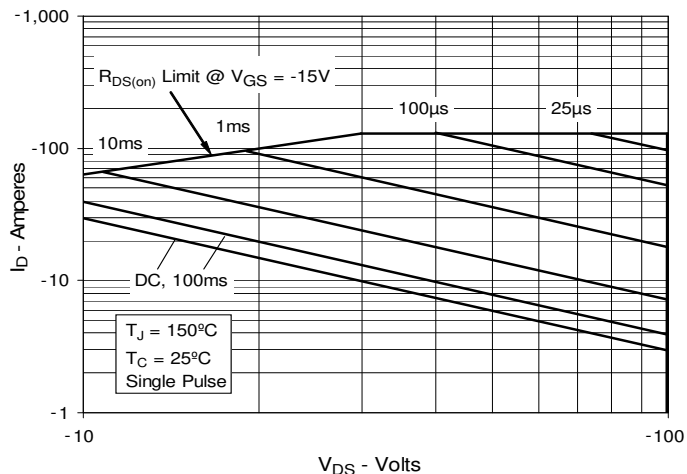 -1,000
R_DS(on) Limit @ V_GS = -15V
100µs
25µs
1ms
10ms
-100
I_D - Amperes
-10
DC, 100ms
T_J = 150ºC
T_C = 25ºC
Single Pulse
-1
-10
-100
V_DS - Volts